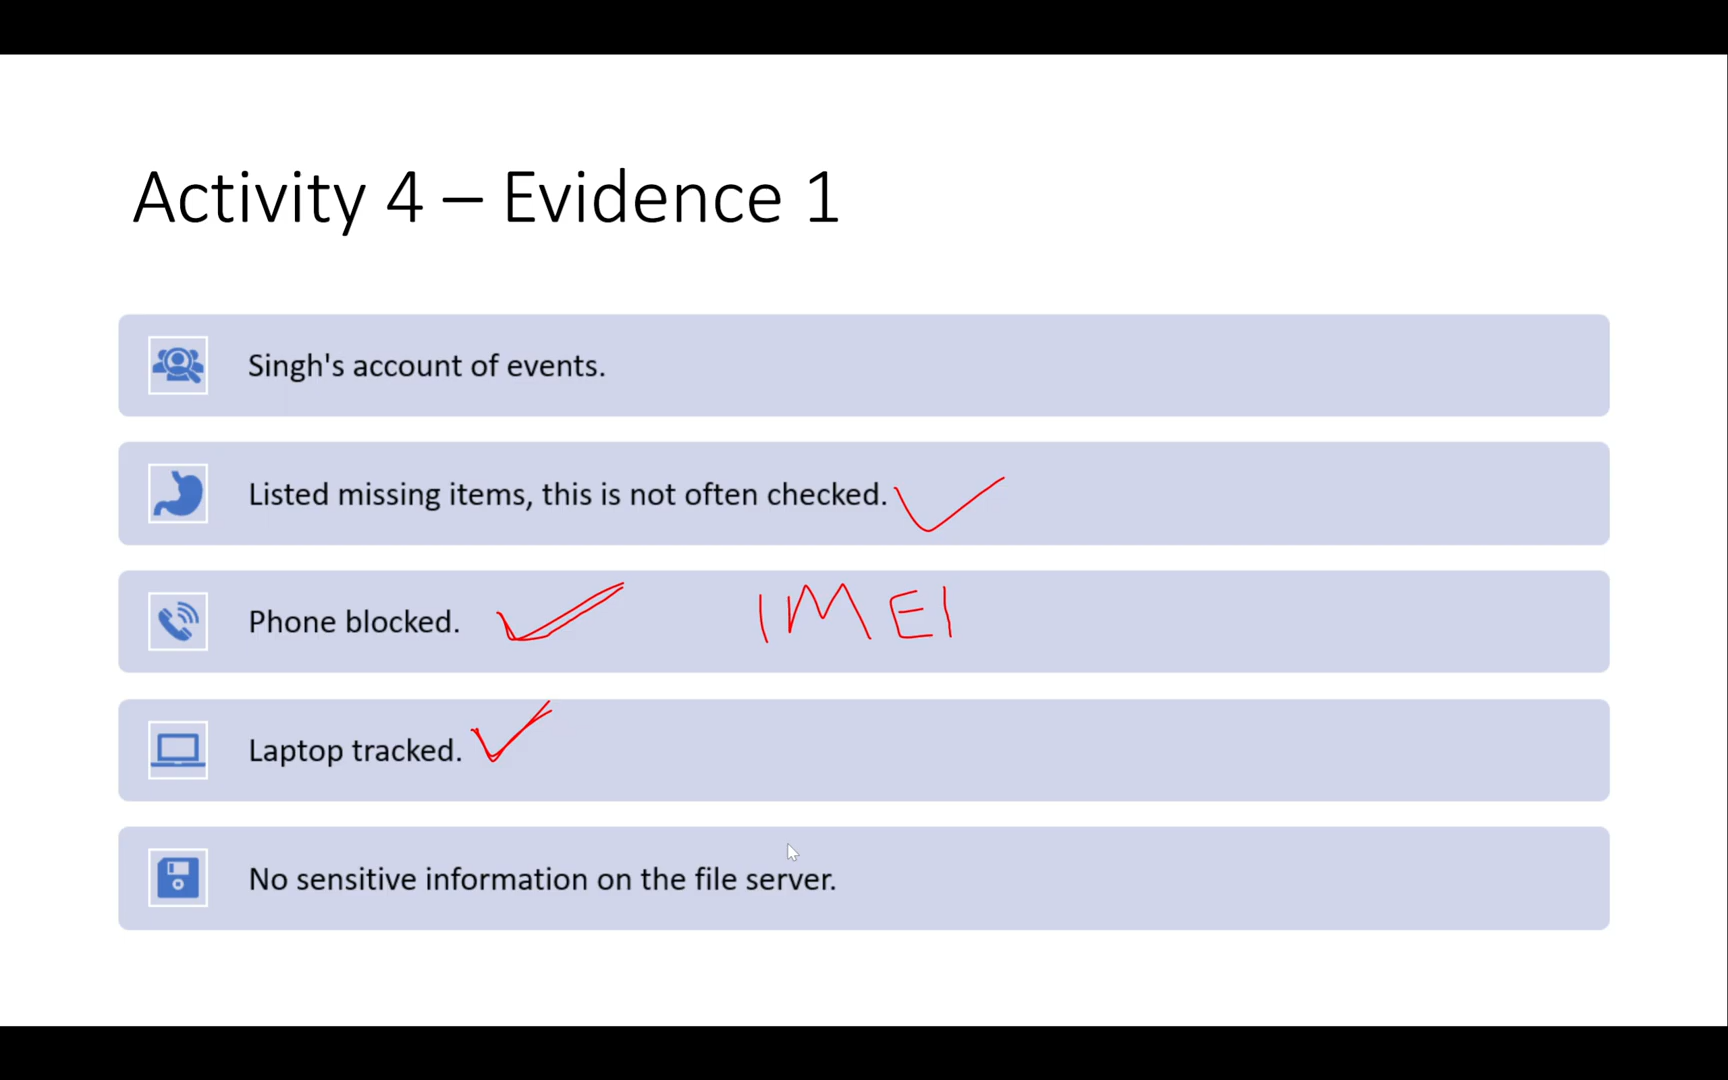 Activity 4 – Evidence 1
Singh's account of events.
Listed missing items, this is not often checked.
Phone blocked. IMEI
Laptop tracked.
No sensitive information on the file server.